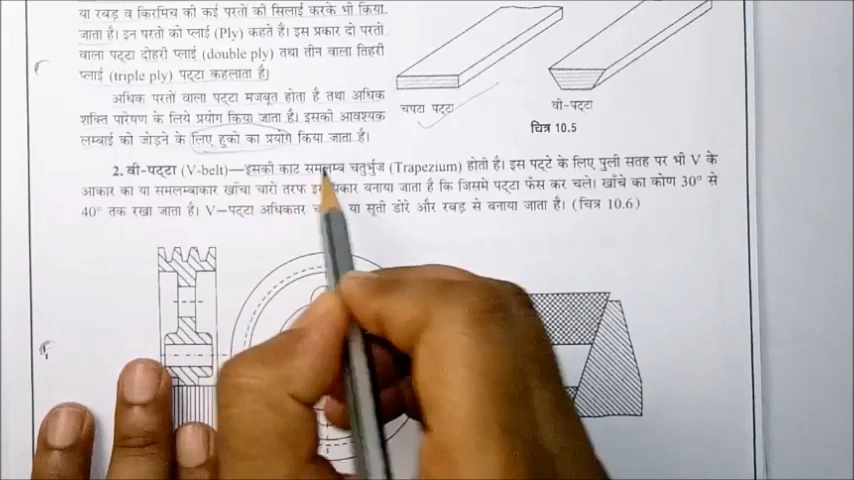 या रबड़ व किरमिच की कई परतों को सिलाई करके भी किया
जाता है। इन परतों को प्लाई (Ply) कहते है। इस प्रकार दो परतो
वाला पट्टा दोहरी प्लाई (double ply) तथा तीन वाला तिहरी
प्लाई (triple ply) पट्टा कहलाता है।
अधिक परतों वाला पट्टा मजबूत होता है तथा अधिक
शक्ति पारेषण के लिये प्रयोग किया जाता है। इसकी आवश्यक
लम्बाई को जोड़ने के लिए हुको का प्रयोग किया जाता है।
चपटा पट्टा
वी-पट्टा
चित्र 10.5
2. वी-पट्टा (V-belt)—इसकी काट समलम्ब चतुर्भुज (Trapezium) होती है। इस पट्टे के लिए पुली सतह पर भी V के
आकार का या समलम्बाकार खाँचा चारो तरफ प्रकार बनाया जाता है कि जिसमे पट्टा फँस कर चले। खाँचे का कोण 30° से
40° तक रखा जाता है। V—पट्टा अधिकतर या सूती डोरे और रबड़ से बनाया जाता है। (चित्र 10.6)